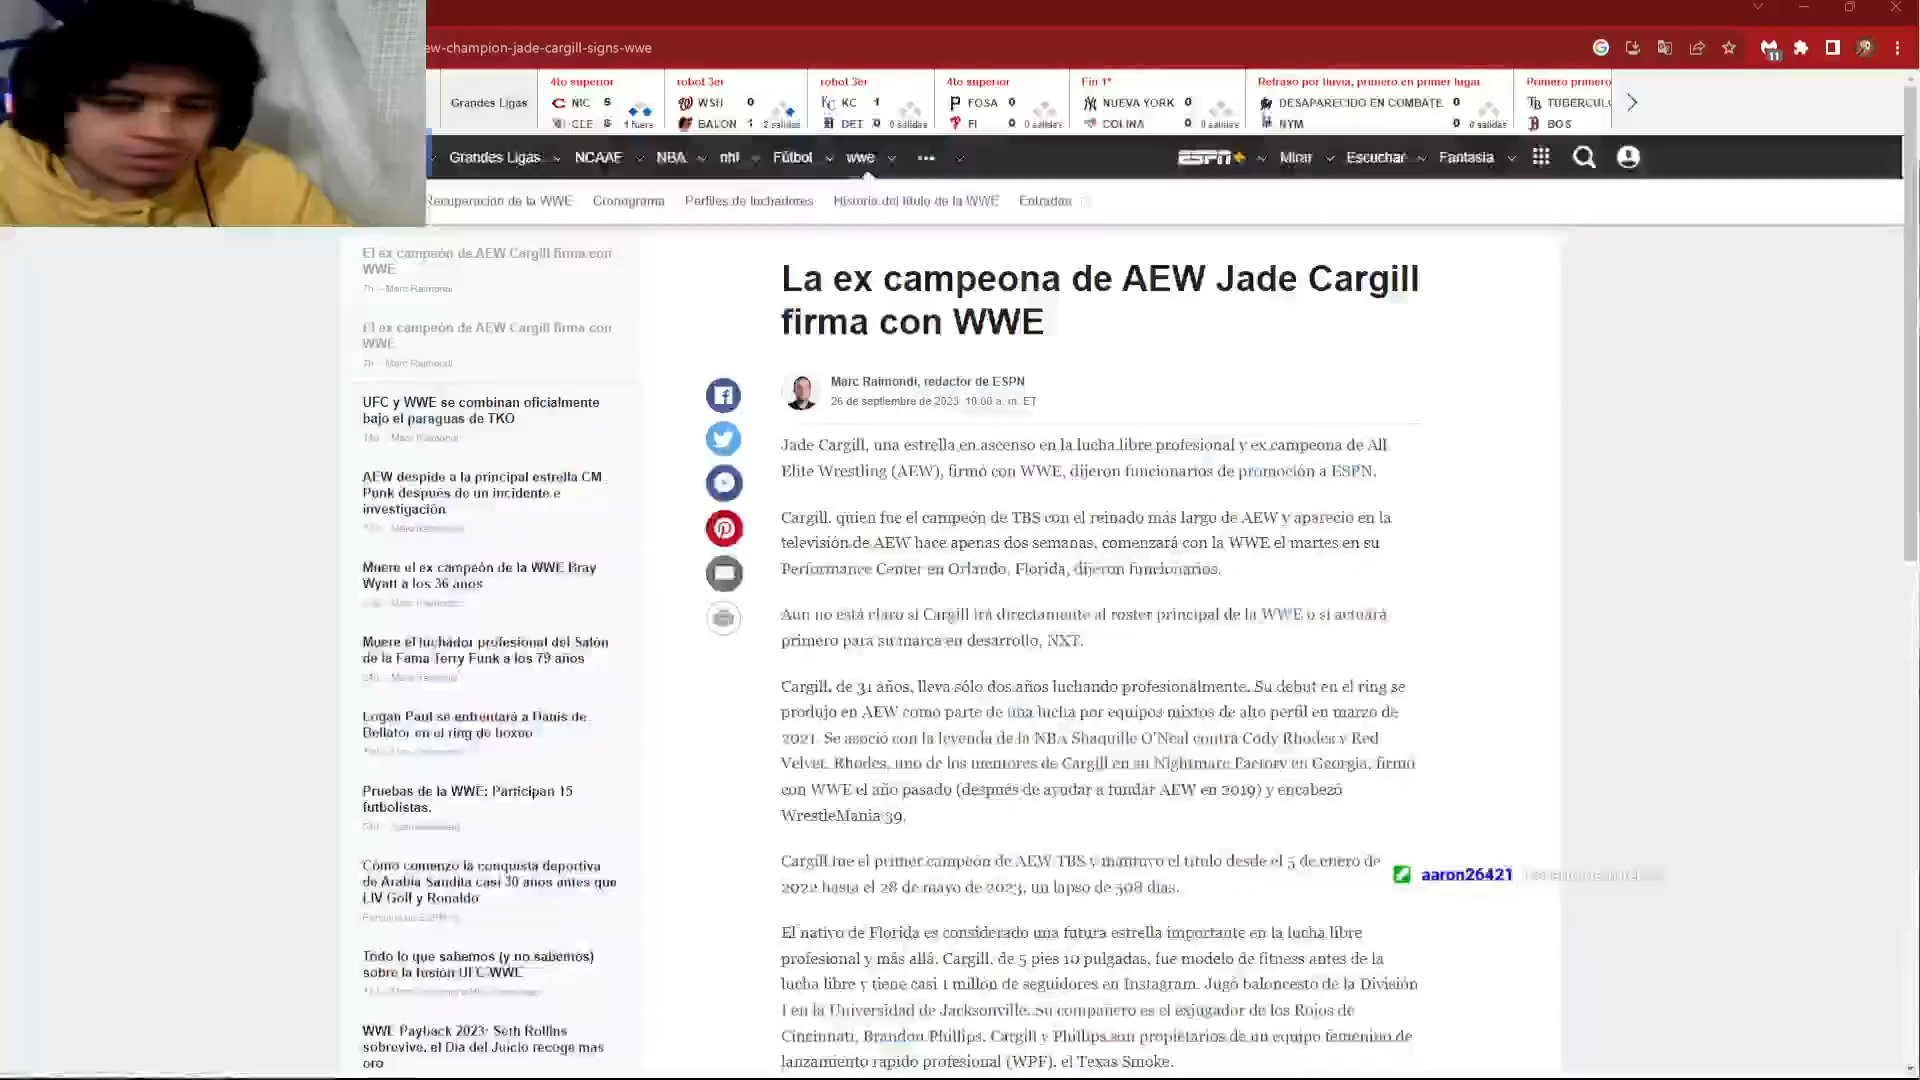 ew-champion-jade-cargill-signs-wwe
11
Grandes Ligas
4to superior
NIC 5
CLE 6
1 fuera
robot 3er
WSH 0
BALON 1
2 salidas
robot 3er
KC 1
DET 0
0 salidas
4to superior
FOSA 0
FI 0
0 salidas
Fin 1°
NUEVA YORK 0
COLINA 0
0 salidas
Retraso por lluvia, primero en primer lugar
DESAPARECIDO EN COMBATE 0
NYM 0
0 salidas
Primero primero
TB TUBERCUL
BOS
Grandes Ligas NCAAF NBA nhl Fútbol wwe ... ESPN+ Mirar Escuchar Fantasía
Recuperación de la WWE Cronograma Perfiles de luchadores Historia del título de la WWE Entradas
El ex campeón de AEW Cargill firma con
WWE
7h - Marc Raimondi
El ex campeón de AEW Cargill firma con
WWE
7h - Marc Raimondi
UFC y WWE se combinan oficialmente
bajo el paraguas de TKO
Marc Raimondi
AEW despide a la principal estrella CM
Punk después de un incidente e
investigación
Marc Raimondi
Muere el ex campeón de la WWE Bray
Wyatt a los 36 años
Marc Raimondi
Muere el luchador profesional del Salón
de la Fama Terry Funk a los 79 años
Marc Raimondi
Logan Paul se enfrentará a Danis de
Bellator en el ring de boxeo
Pruebas de la WWE: Participan 15
futbolistas.
Cómo comenzó la conquista deportiva
de Arabia Saudita casi 30 años antes que
LIV Golf y Ronaldo
Todo lo que sabemos (y no sabemos)
sobre la fusión UFC-WWE
WWE Payback 2023: Seth Rollins
sobrevive, el Día del Juicio recoge más
oro
La ex campeona de AEW Jade Cargill
firma con WWE
Marc Raimondi, redactor de ESPN
26 de septiembre de 2023, 10:00 a. m. ET
Jade Cargill, una estrella en ascenso en la lucha libre profesional y ex campeona de All
Elite Wrestling (AEW), firmó con WWE, dijeron funcionarios de promoción a ESPN.
Cargill, quien fue el campeón de TBS con el reinado más largo de AEW y apareció en la
televisión de AEW hace apenas dos semanas, comenzará con la WWE el martes en su
Performance Center en Orlando, Florida, dijeron funcionarios.
Aún no está claro si Cargill irá directamente al roster principal de la WWE o si actuará
primero para su marca en desarrollo, NXT.
Cargill, de 31 años, lleva sólo dos años luchando profesionalmente. Su debut en el ring se
produjo en AEW como parte de una lucha por equipos mixtos de alto perfil en marzo de
2021. Se asoció con la leyenda de la NBA Shaquille O'Neal contra Cody Rhodes y Red
Velvet. Rhodes, uno de los mentores de Cargill en su Nightmare Factory en Georgia, firmó
con WWE el año pasado (después de ayudar a fundar AEW en 2019) y encabezó
WrestleMania 39.
Cargill fue el primer campeón de AEW TBS y mantuvo el título desde el 5 de enero de
2022 hasta el 28 de mayo de 2023, un lapso de 508 días.
aaron26421
El nativo de Florida es considerado una futura estrella importante en la lucha libre
profesional y más allá. Cargill, de 5 pies 10 pulgadas, fue modelo de fitness antes de la
lucha libre y tiene casi 1 millón de seguidores en Instagram. Jugó baloncesto de la División
I en la Universidad de Jacksonville. Su compañero es el exjugador de los Rojos de
Cincinnati, Brandon Phillips. Cargill y Phillips son propietarios de un equipo femenino de
lanzamiento rápido profesional (WPF), el Texas Smoke.